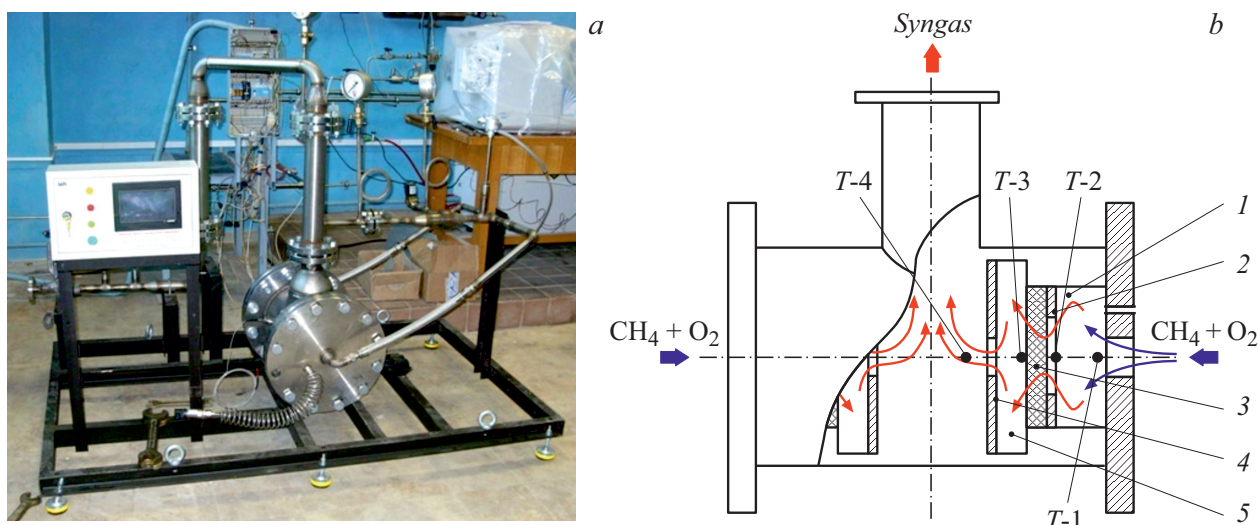 a
Syngas
b
T-4
T-3
T-2
1
2
CH₄ + O₂
CH₄ + O₂
3
4
T-1
5